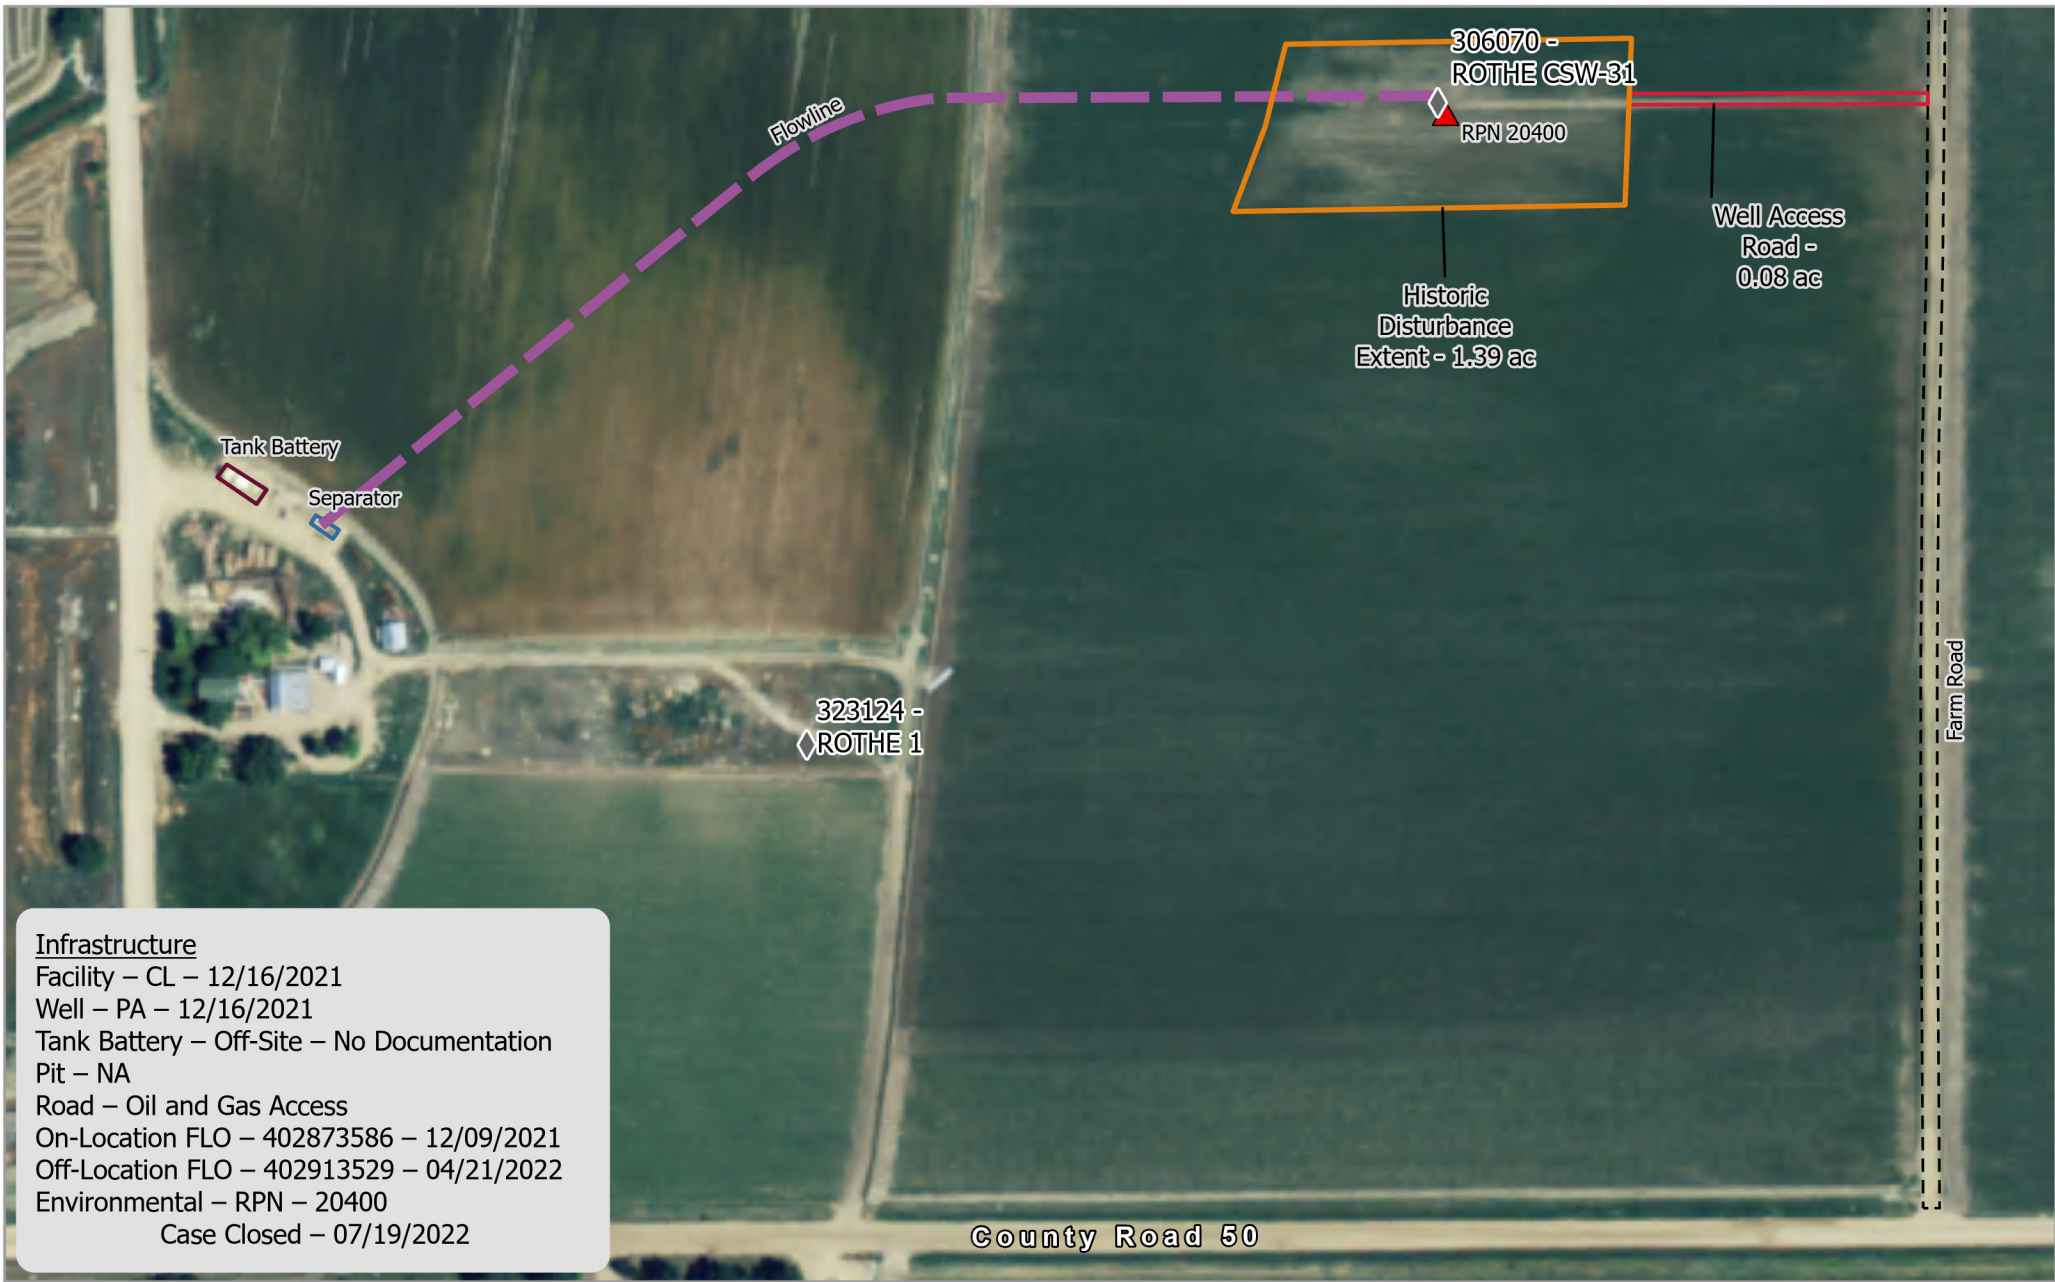 306070 -
ROTHE CSW-31
RPN 20400
Flowline
Well Access
Road -
0.08 ac
Historic
Disturbance
Extent - 1.39 ac
Tank Battery
Separator
323124 -
ROTHE 1
Farm Road
Infrastructure
Facility – CL – 12/16/2021
Well – PA – 12/16/2021
Tank Battery – Off-Site – No Documentation
Pit – NA
Road – Oil and Gas Access
On-Location FLO – 402873586 – 12/09/2021
Off-Location FLO – 402913529 – 04/21/2022
Environmental – RPN – 20400
Case Closed – 07/19/2022
County Road 50